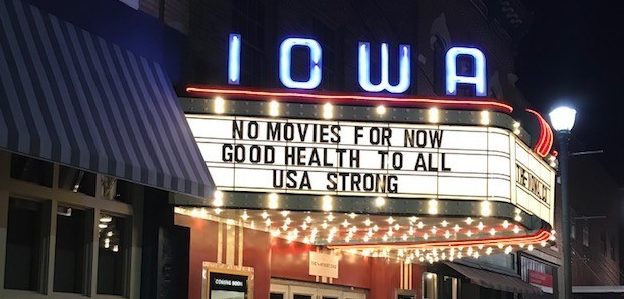 IOWA
NO MOVIES FOR NOW
GOOD HEALTH TO ALL
USA STRONG
COMING SOON